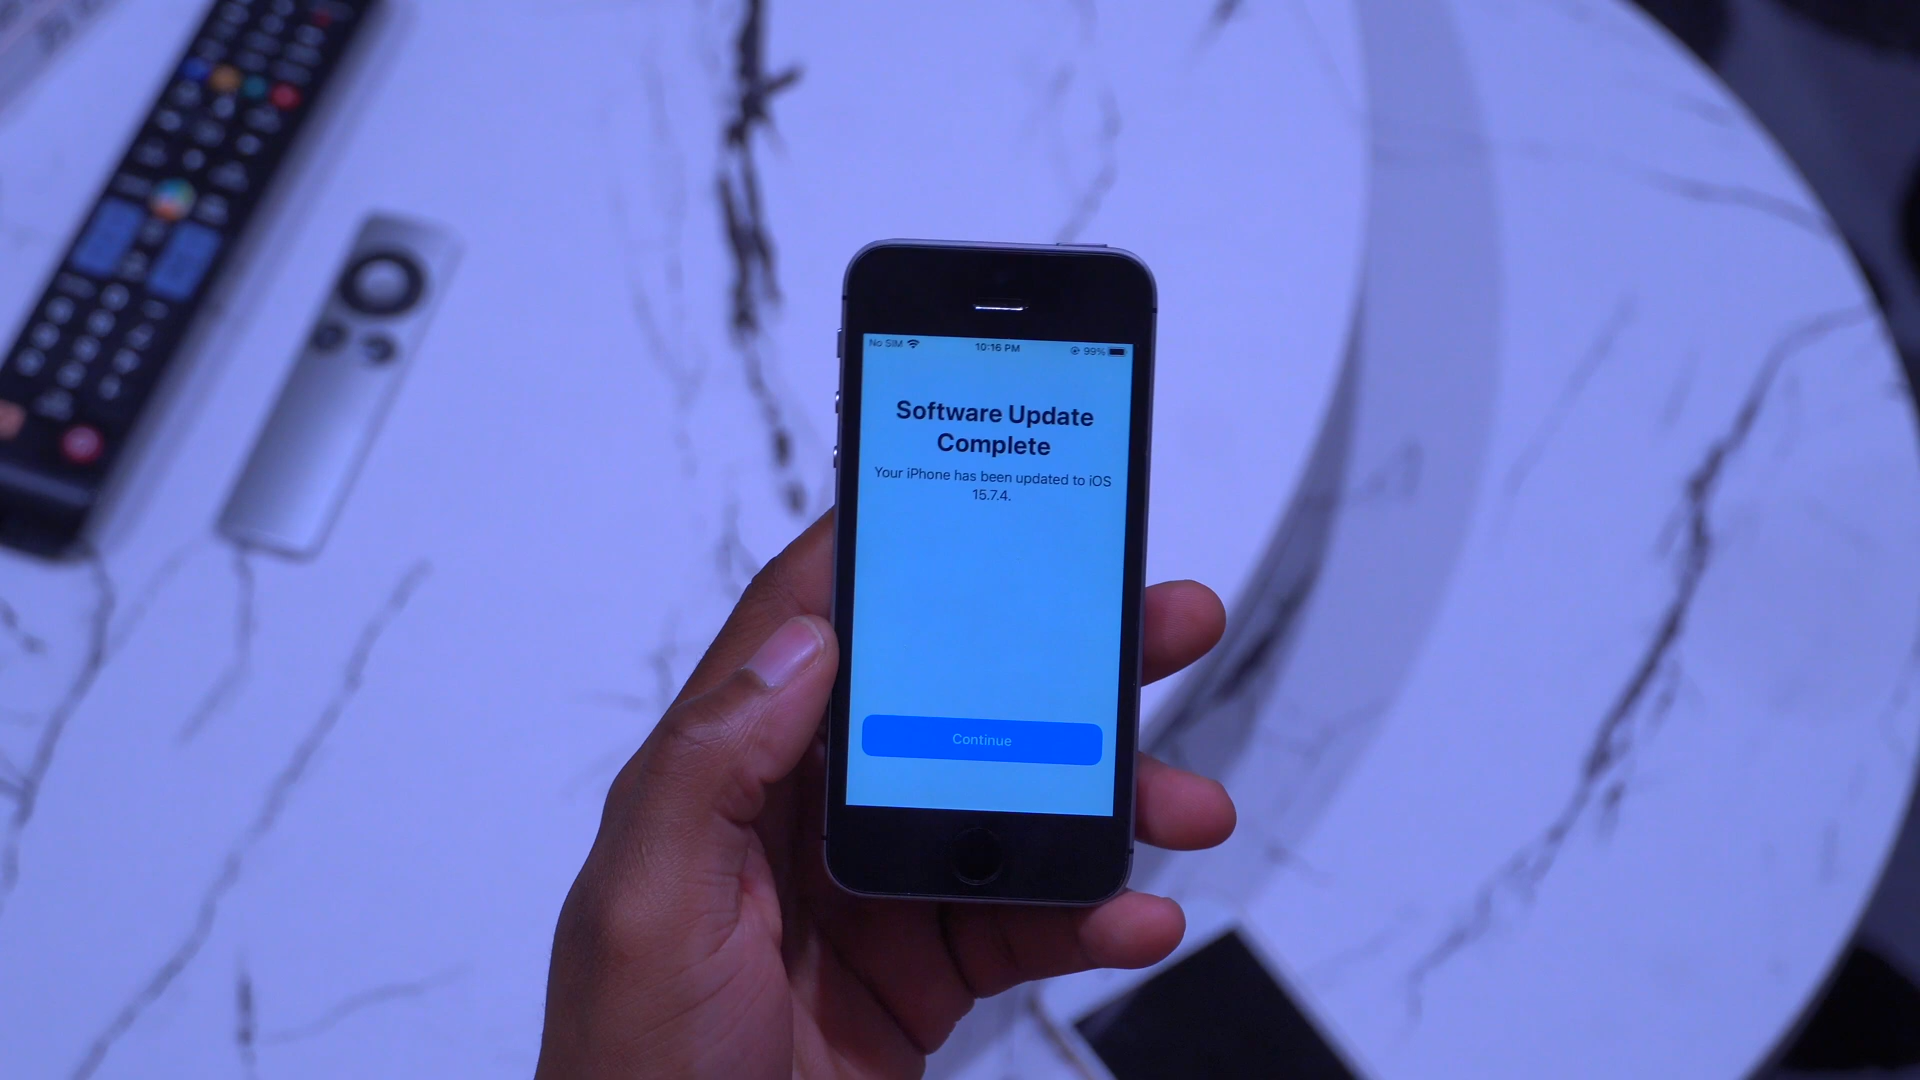 No SIM 10:16 PM 99%
Software Update
Complete
Your iPhone has been updated to iOS
15.7.4.
Continue